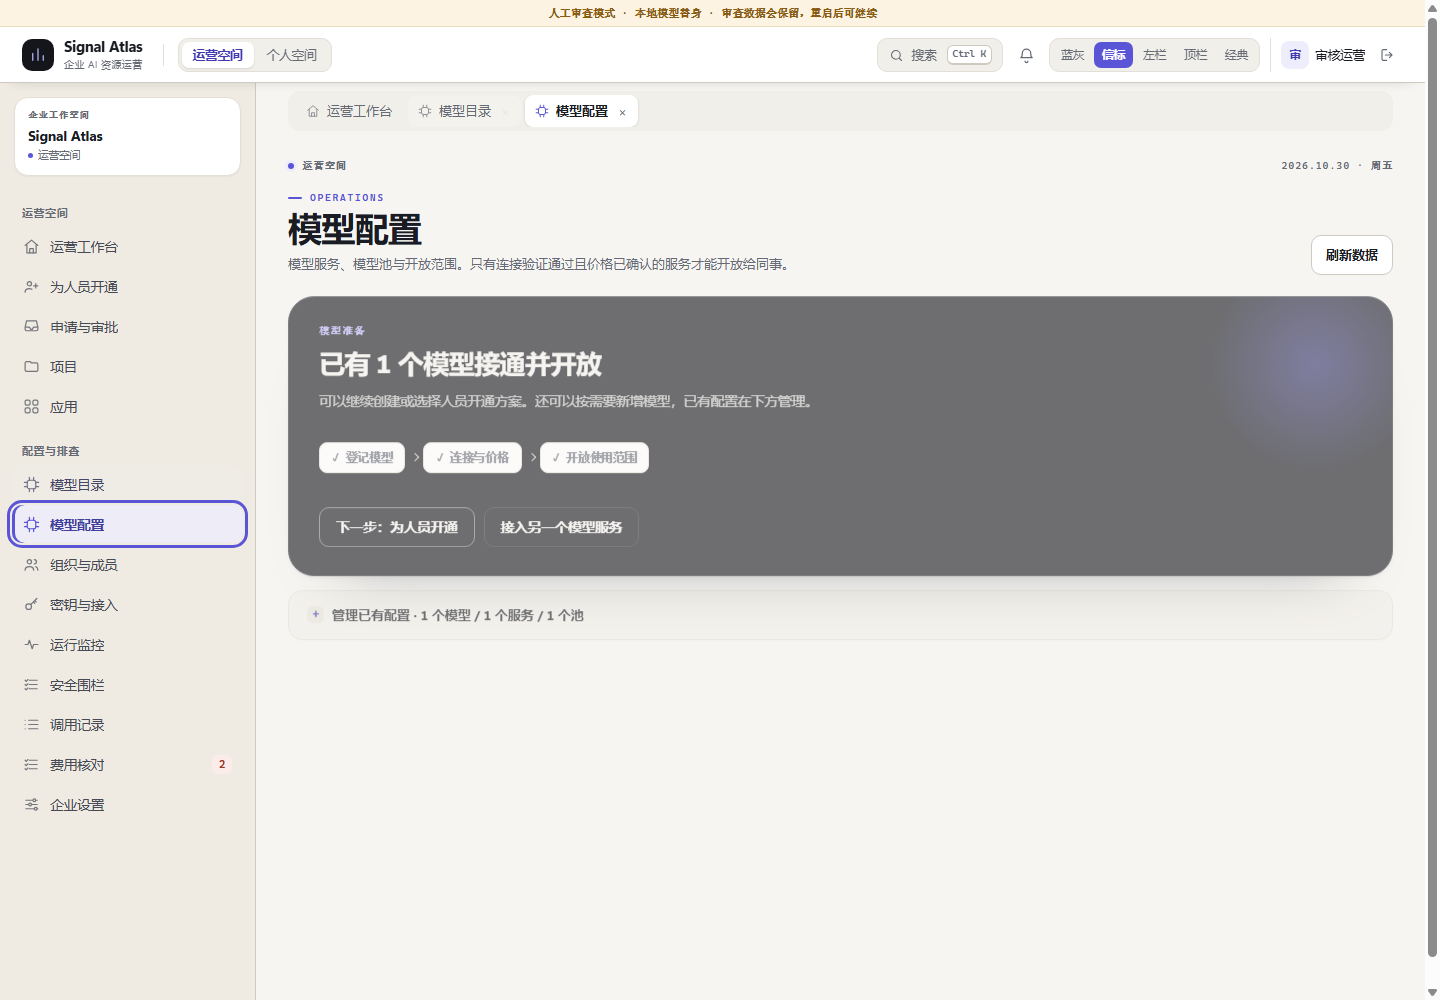 人工审查模式 · 本地模型替身 · 审查数据会保留，重启后可继续
Signal Atlas
企业 AI 资源运营
运营空间 个人空间
搜索 Ctrl K
蓝灰 信标 左栏 顶栏 经典
审 审核运营
企业工作空间
Signal Atlas
运营空间
运营空间
运营工作台
为人员开通
申请与审批
项目
应用
配置与排查
模型目录
模型配置
组织与成员
密钥与接入
运行监控
安全围栏
调用记录
费用核对 2
企业设置
运营工作台 模型目录 × 模型配置 ×
运营空间
2026.10.30 · 周五
OPERATIONS
模型配置
模型服务、模型池与开放范围。只有连接验证通过且价格已确认的服务才能开放给同事。
刷新数据
模型准备
已有 1 个模型接通并开放
可以继续创建或选择人员开通方案。还可以按需要新增模型，已有配置在下方管理。
✓ 登记模型 › ✓ 连接与价格 › ✓ 开放使用范围
下一步：为人员开通 接入另一个模型服务
+ 管理已有配置 · 1 个模型 / 1 个服务 / 1 个池